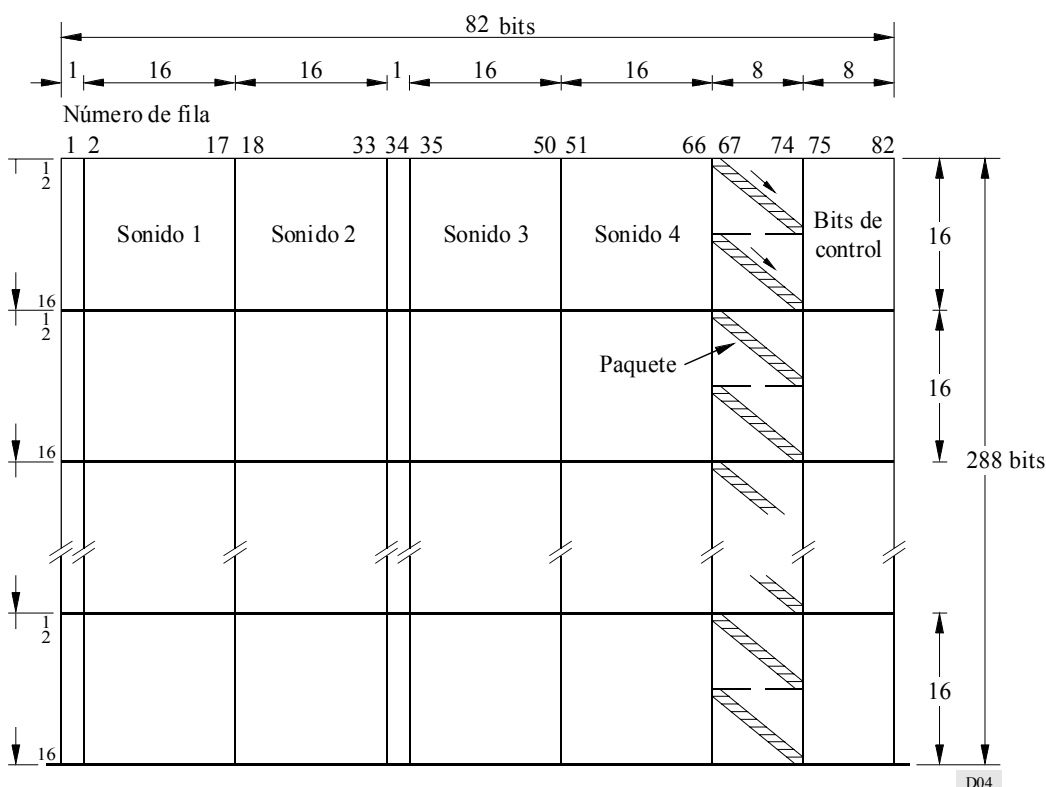 82 bits
1 16 16 1 16 16 8 8
Número de fila
1 2 17 18 33 34 35 50 51 66 67 74 75 82
1
2
Sonido 1 Sonido 2 Sonido 3 Sonido 4 Bits de
control
16
16
1
2
Paquete
16
16
288 bits
1
2
16
16
D04